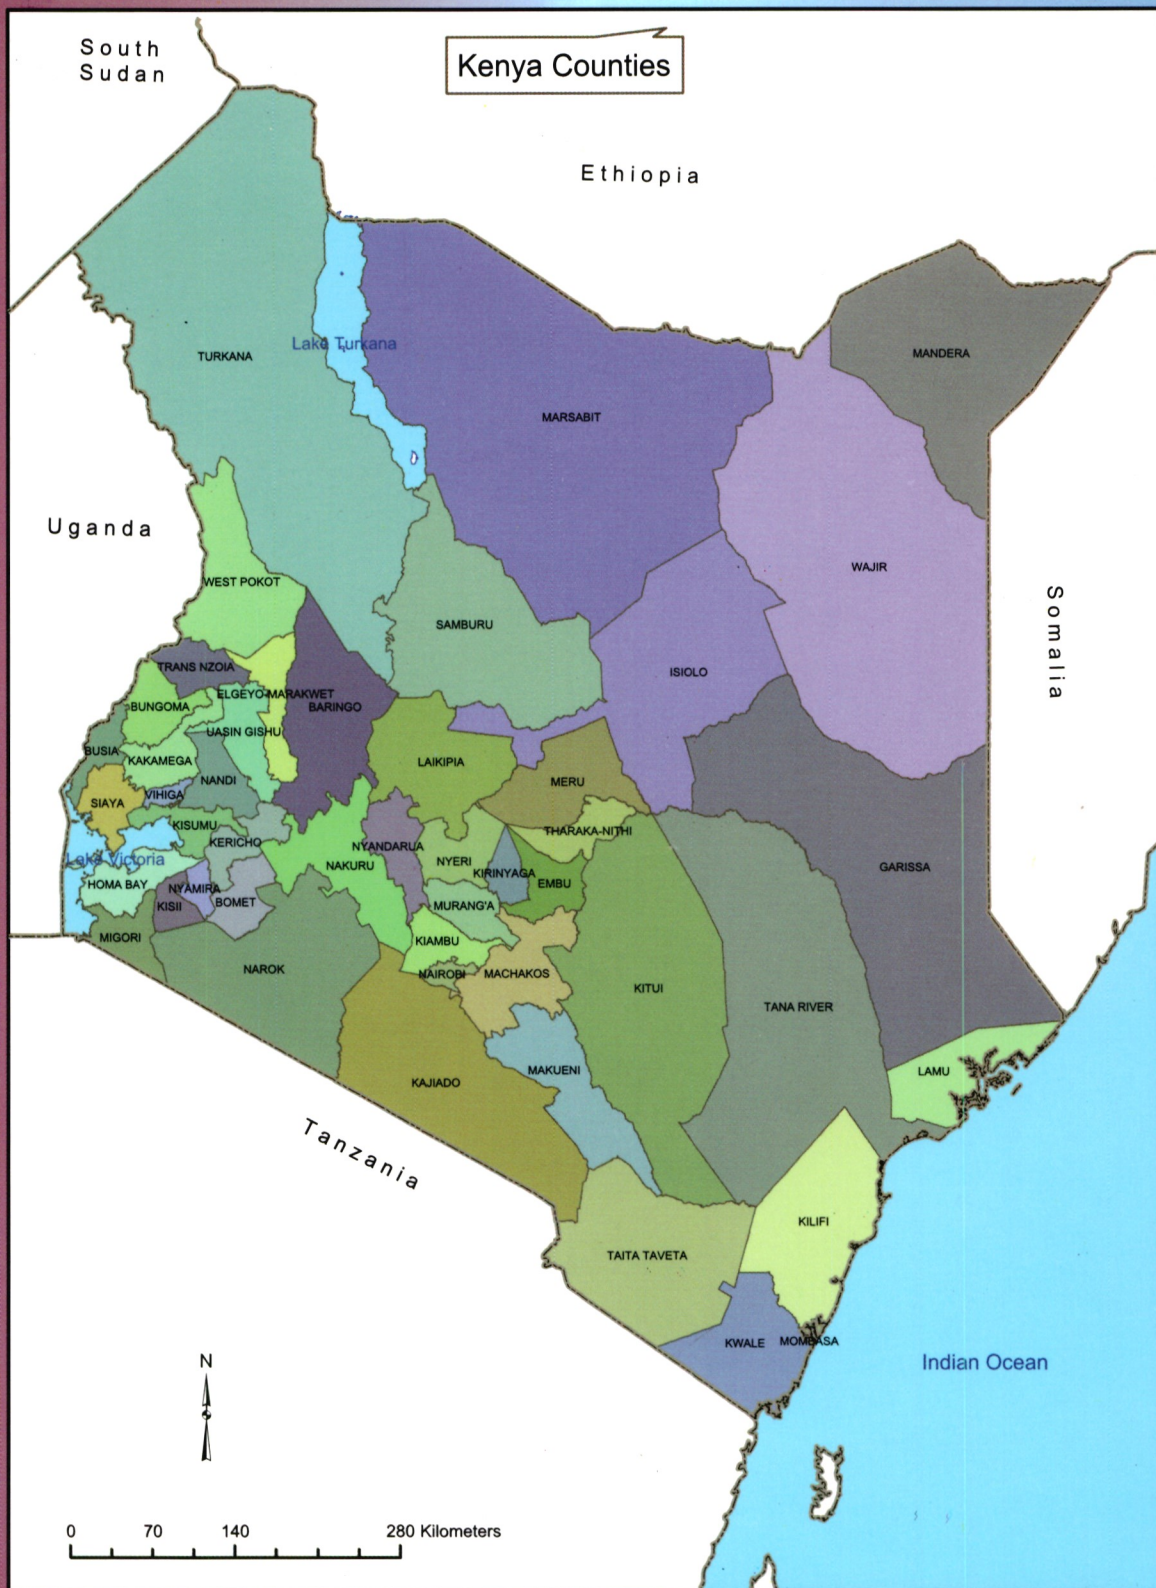 South
Sudan
Kenya Counties
Ethiopia
Lake Turkana
TURKANA
MANDERA
MARSABIT
Uganda
WAJIR
WEST POKOT
Somalia
SAMBURU
TRANS NZOIA
ISIOLO
ELGEYO-MARAKWET
BUNGOMA
BARINGO
UASIN GISHU
BUSIA
KAKAMEGA
LAIKIPIA
NANDI
MERU
VIHIGA
SIAYA
KISUMU
THARAKA-NITHI
KERICHO
NYANDARUA
Lake Victoria
NYERI
NAKURU
GARISSA
KIRINYAGA
HOMA BAY
EMBU
NYAMIRA
BOMET
KISII
MURANG'A
MIGORI
KIAMBU
NAROK
NAIROBI
MACHAKOS
KITUI
TANA RIVER
MAKUENI
LAMU
KAJIADO
Tanzania
KILIFI
TAITA TAVETA
KWALE
MOMBASA
Indian Ocean
N
0 70 140 280 Kilometers